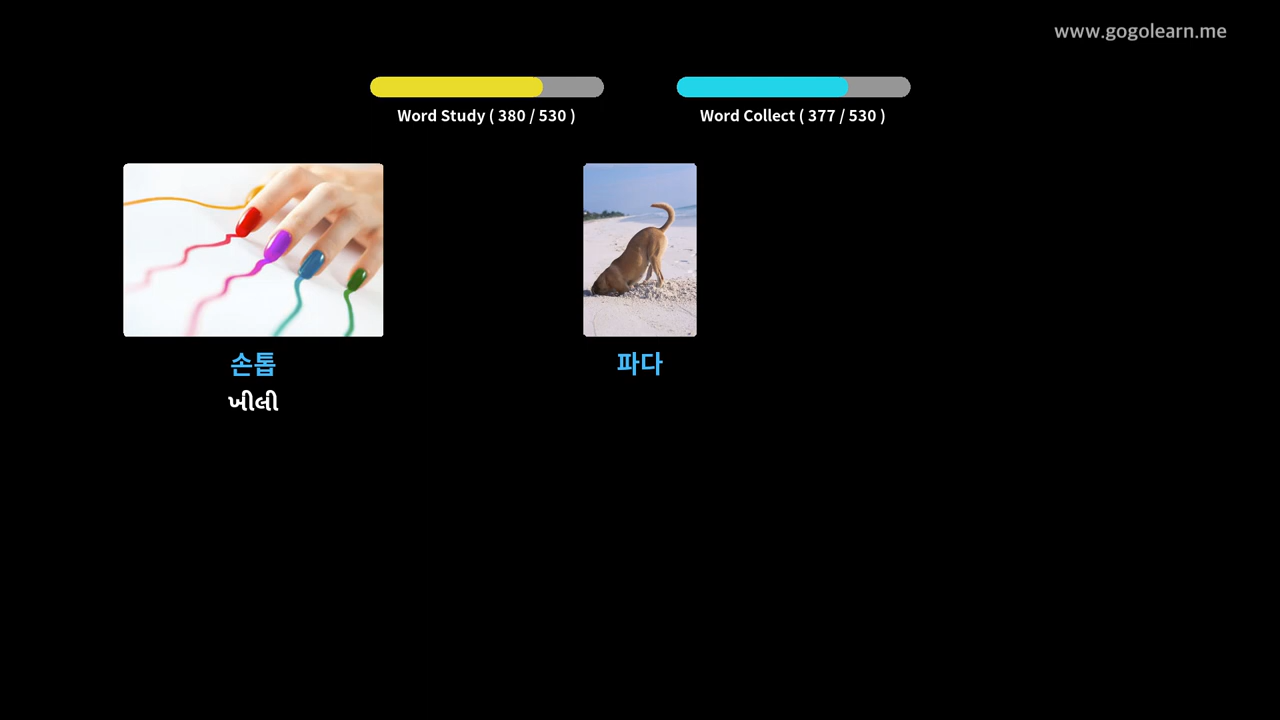 www.gogolearn.me
Word Study ( 380 / 530 )
Word Collect ( 377 / 530 )
손톱
ખીલી
파다